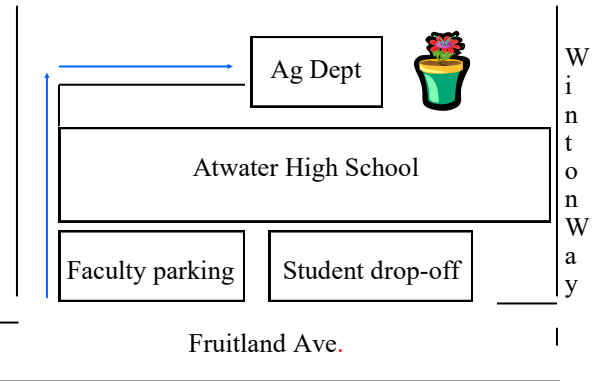 Ag Dept
Atwater High School
Faculty parking
Student drop-off
Fruitland Ave.
Winton Way